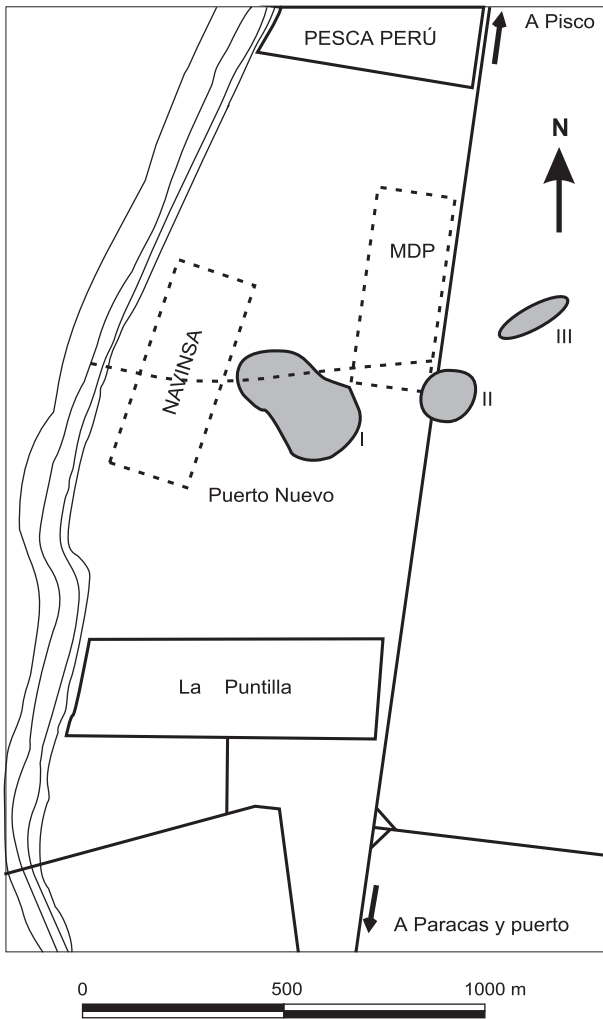 PESCA PERÚ
A Pisco
N
MDP
III
NAVINSA
II
I
Puerto Nuevo
La Puntilla
A Paracas y puerto
0 500 1000 m